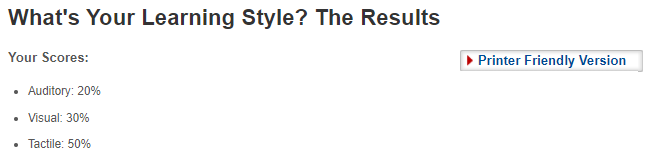 What's Your Learning Style? The Results
Your Scores:
Printer Friendly Version
Auditory: 20%
Visual: 30%
Tactile: 50%